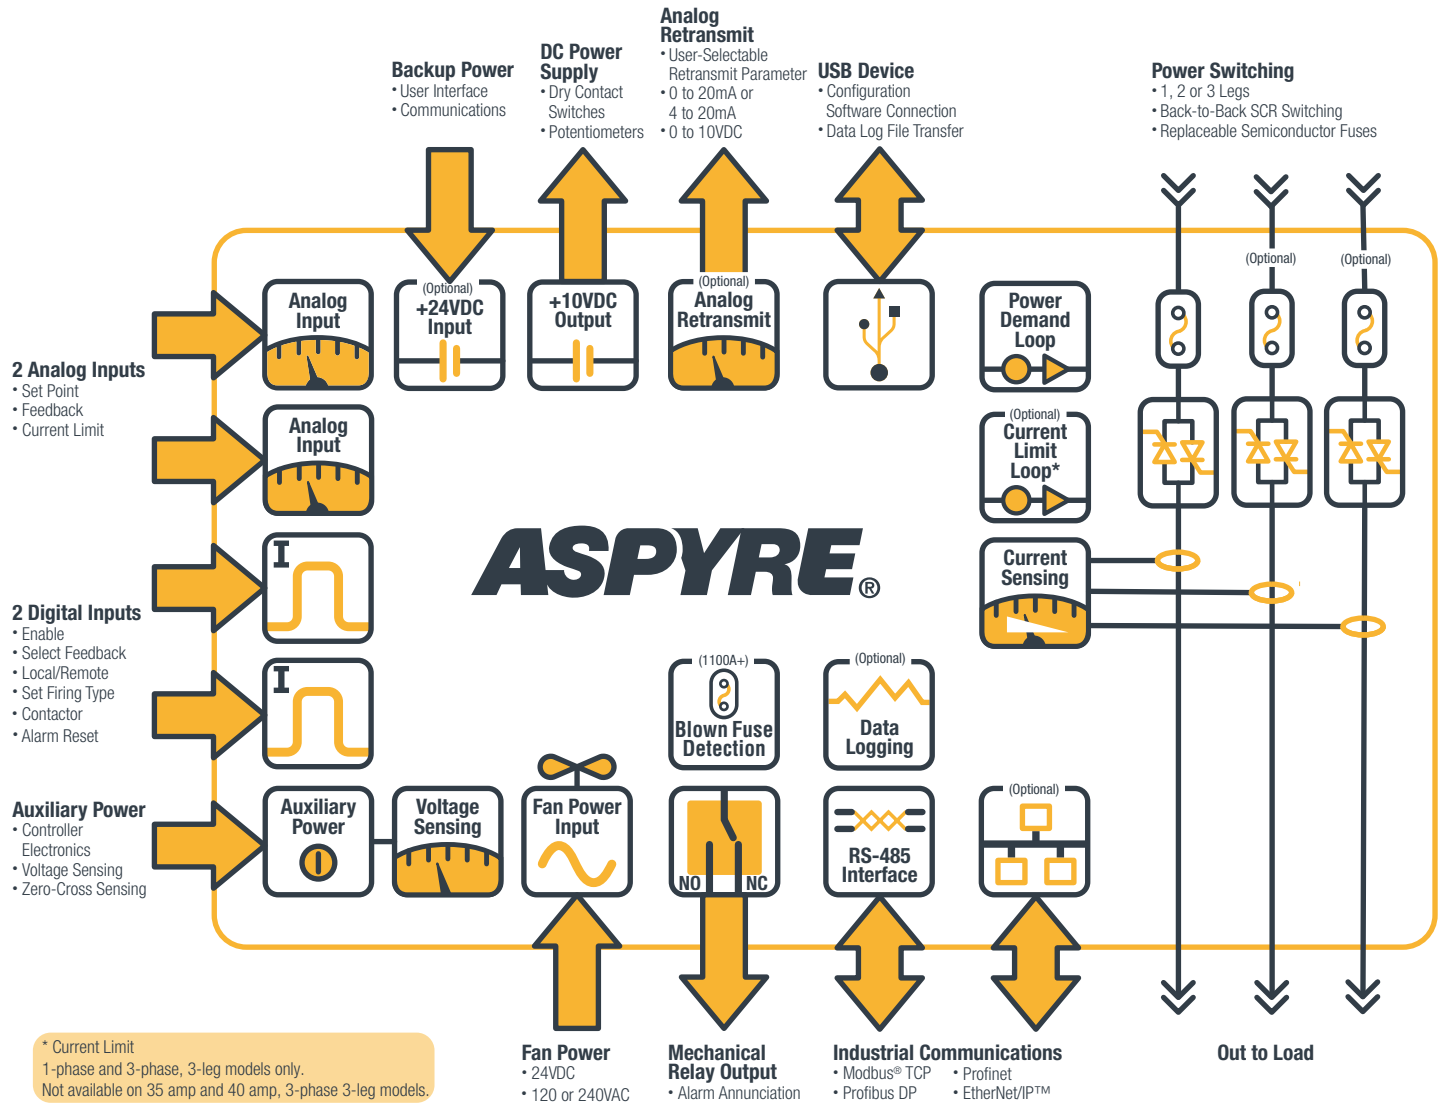 Backup Power
• User Interface
• Communications
DC Power
Supply
• Dry Contact
Switches
• Potentiometers
Analog
Retransmit
• User-Selectable
Retransmit Parameter
• 0 to 20mA or
4 to 20mA
• 0 to 10VDC
USB Device
• Configuration
Software Connection
• Data Log File Transfer
Power Switching
• 1, 2 or 3 Legs
• Back-to-Back SCR Switching
• Replaceable Semiconductor Fuses
2 Analog Inputs
• Set Point
• Feedback
• Current Limit
Analog
Input
(Optional)
+24VDC
Input
+10VDC
Output
(Optional)
Analog
Retransmit
Power
Demand
Loop
(Optional)
(Optional)
Analog
Input
(Optional)
Current
Limit
Loop*
ASPYRE®
Current
Sensing
2 Digital Inputs
• Enable
• Select Feedback
• Local/Remote
• Set Firing Type
• Contactor
• Alarm Reset
I
I
(1100A+)
Blown Fuse
Detection
(Optional)
Data
Logging
Auxiliary Power
• Controller
Electronics
• Voltage Sensing
• Zero-Cross Sensing
Auxiliary
Power
Voltage
Sensing
Fan Power
Input
NO
NC
RS-485
Interface
(Optional)
* Current Limit
1-phase and 3-phase, 3-leg models only.
Not available on 35 amp and 40 amp, 3-phase 3-leg models.
Fan Power
• 24VDC
• 120 or 240VAC
Mechanical
Relay Output
• Alarm Annunciation
Industrial Communications
• Modbus® TCP
• Profibus DP
• Profinet
• EtherNet/IP™
Out to Load